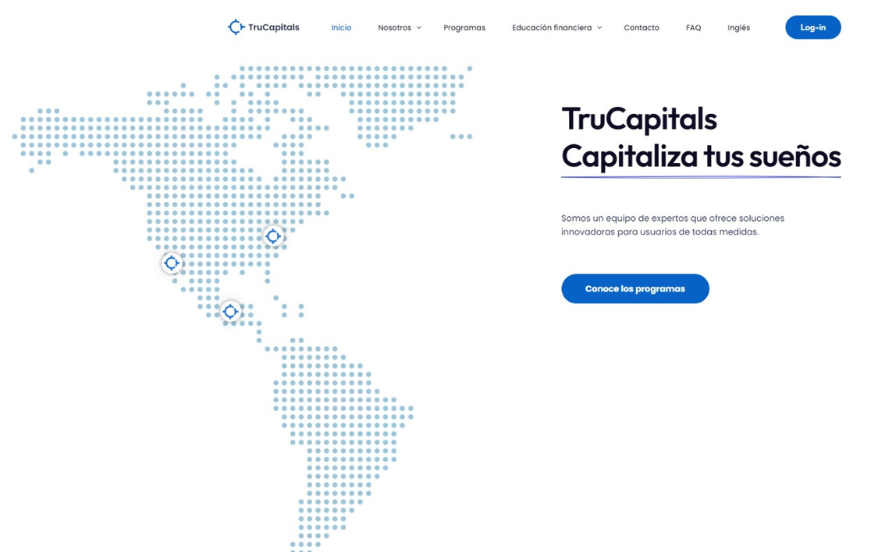 TruCapitals
Inicio
Nosotros
Programas
Educación financiera
Contacto
FAQ
Inglés
Log-in
TruCapitals
Capitaliza tus sueños
Somos un equipo de expertos que ofrece soluciones
innovadoras para usuarios de todas medidas.
Conoce los programas